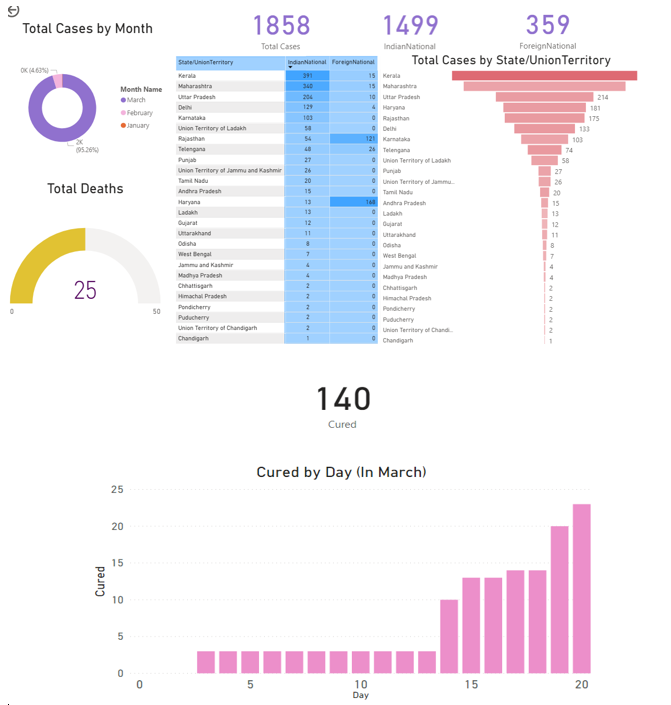 Total Cases by Month
1858
Total Cases
1499
IndianNational
359
ForeignNational
0K (4.63%)
2K
(95.26%)
Month Name
March
February
January
Total Deaths
25
0
50
State/UnionTerritory IndianNational ForeignNational
Kerala 391 15
Maharashtra 340 15
Uttar Pradesh 204 10
Delhi 129 4
Karnataka 103 0
Union Territory of Ladakh 58 0
Rajasthan 54 121
Telengana 48 26
Punjab 27 0
Union Territory of Jammu and Kashmir 26 0
Tamil Nadu 20 0
Andhra Pradesh 15 0
Haryana 13 168
Ladakh 13 0
Gujarat 12 0
Uttarakhand 11 0
Odisha 8 0
West Bengal 7 0
Jammu and Kashmir 4 0
Madhya Pradesh 4 0
Chhattisgarh 2 0
Himachal Pradesh 2 0
Pondicherry 2 0
Puducherry 2 0
Union Territory of Chandigarh 2 0
Chandigarh 1 0
Total Cases by State/UnionTerritory
Kerala
Maharashtra
Uttar Pradesh 214
Haryana 181
Rajasthan 175
Delhi 133
Karnataka 103
Telengana 74
Union Territory of Ladakh 58
Punjab 27
Union Territory of Jammu... 26
Tamil Nadu 20
Andhra Pradesh 15
Ladakh 13
Gujarat 12
Uttarakhand 11
Odisha 8
West Bengal 7
Jammu and Kashmir 4
Madhya Pradesh 4
Chhattisgarh 2
Himachal Pradesh 2
Pondicherry 2
Puducherry 2
Union Territory of Chandi... 2
Chandigarh 1
140
Cured
Cured by Day (In March)
Cured
25
20
15
10
5
0
0 5 10 15 20
Day